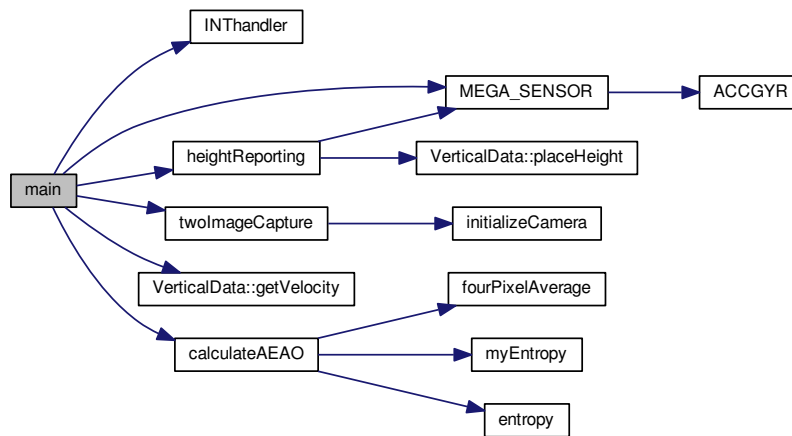 INThandler
MEGA_SENSOR
ACCGYR
heightReporting
VerticalData::placeHeight
main
twoImageCapture
initializeCamera
VerticalData::getVelocity
fourPixelAverage
calculateAEAO
myEntropy
entropy